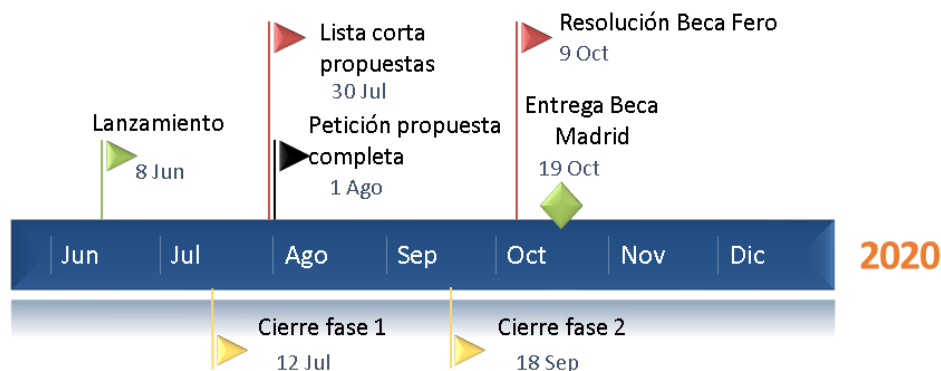 Lista corta
propuestas
30 Jul
Resolución Beca Fero
9 Oct
Lanzamiento
8 Jun
Petición propuesta
completa
1 Ago
Entrega Beca
Madrid
19 Oct
Jun Jul Ago Sep Oct Nov Dic
2020
Cierre fase 1
12 Jul
Cierre fase 2
18 Sep